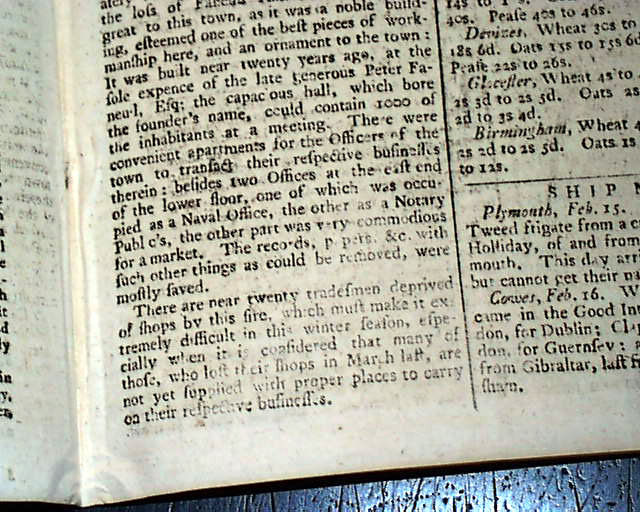 the loſs of
great to this town, as it was a noble build-
ing, eſteemed one of the beſt pieces of work-
manſhip here, and an ornament to the town:
It was built near twenty years ago, at the
ſole expence of the late generous Peter Fa-
neuil, Eſq; the capacious hall, which bore
the founder's name, could contain 1000 of
the inhabitants at a meeting. There were
convenient apartments for the Officers of the
town to tranſact their reſpective buſineſſes
therein: beſides two Offices at the eaſt end
of the lower floor, one of which was occu-
pied as a Naval Office, the other as a Notary
Public's, the other part was very commodious
for a market. The records, papers, &c. with
ſuch other things as could be removed, were
moſtly ſaved.
There are near twenty tradeſmen deprived
of ſhops by this fire, which muſt make it ex-
tremely difficult in this winter ſeaſon, eſpe-
cially when it is conſidered that many of
thoſe, who loſt their ſhops in March laſt, are
not yet ſupplied with proper places to carry
on their reſpective buſineſſes.
40s. Peaſe 40s to 46s.
Devizes, Wheat 30s to
18s 6d. Oats 13s to 15s 6d
Peaſe 22s to 26s.
Gloceſter, Wheat 4s to
2s 3d to 2s 5d. Oats
2d to 3s 4d.
Birmingham, Wheat 4
2s 2d to 2s 5d. Oats 1s
to 12s.
SHIP N
Plymouth, Feb. 15.
Tweed frigate from a
Holliday, of and from
mouth. This day arri
but cannot get their
Cowes, Feb. 16. W
came in the Good Int
don, for Dublin;
don, for Guernſey:
from Gibraltar, laſt
ſham.